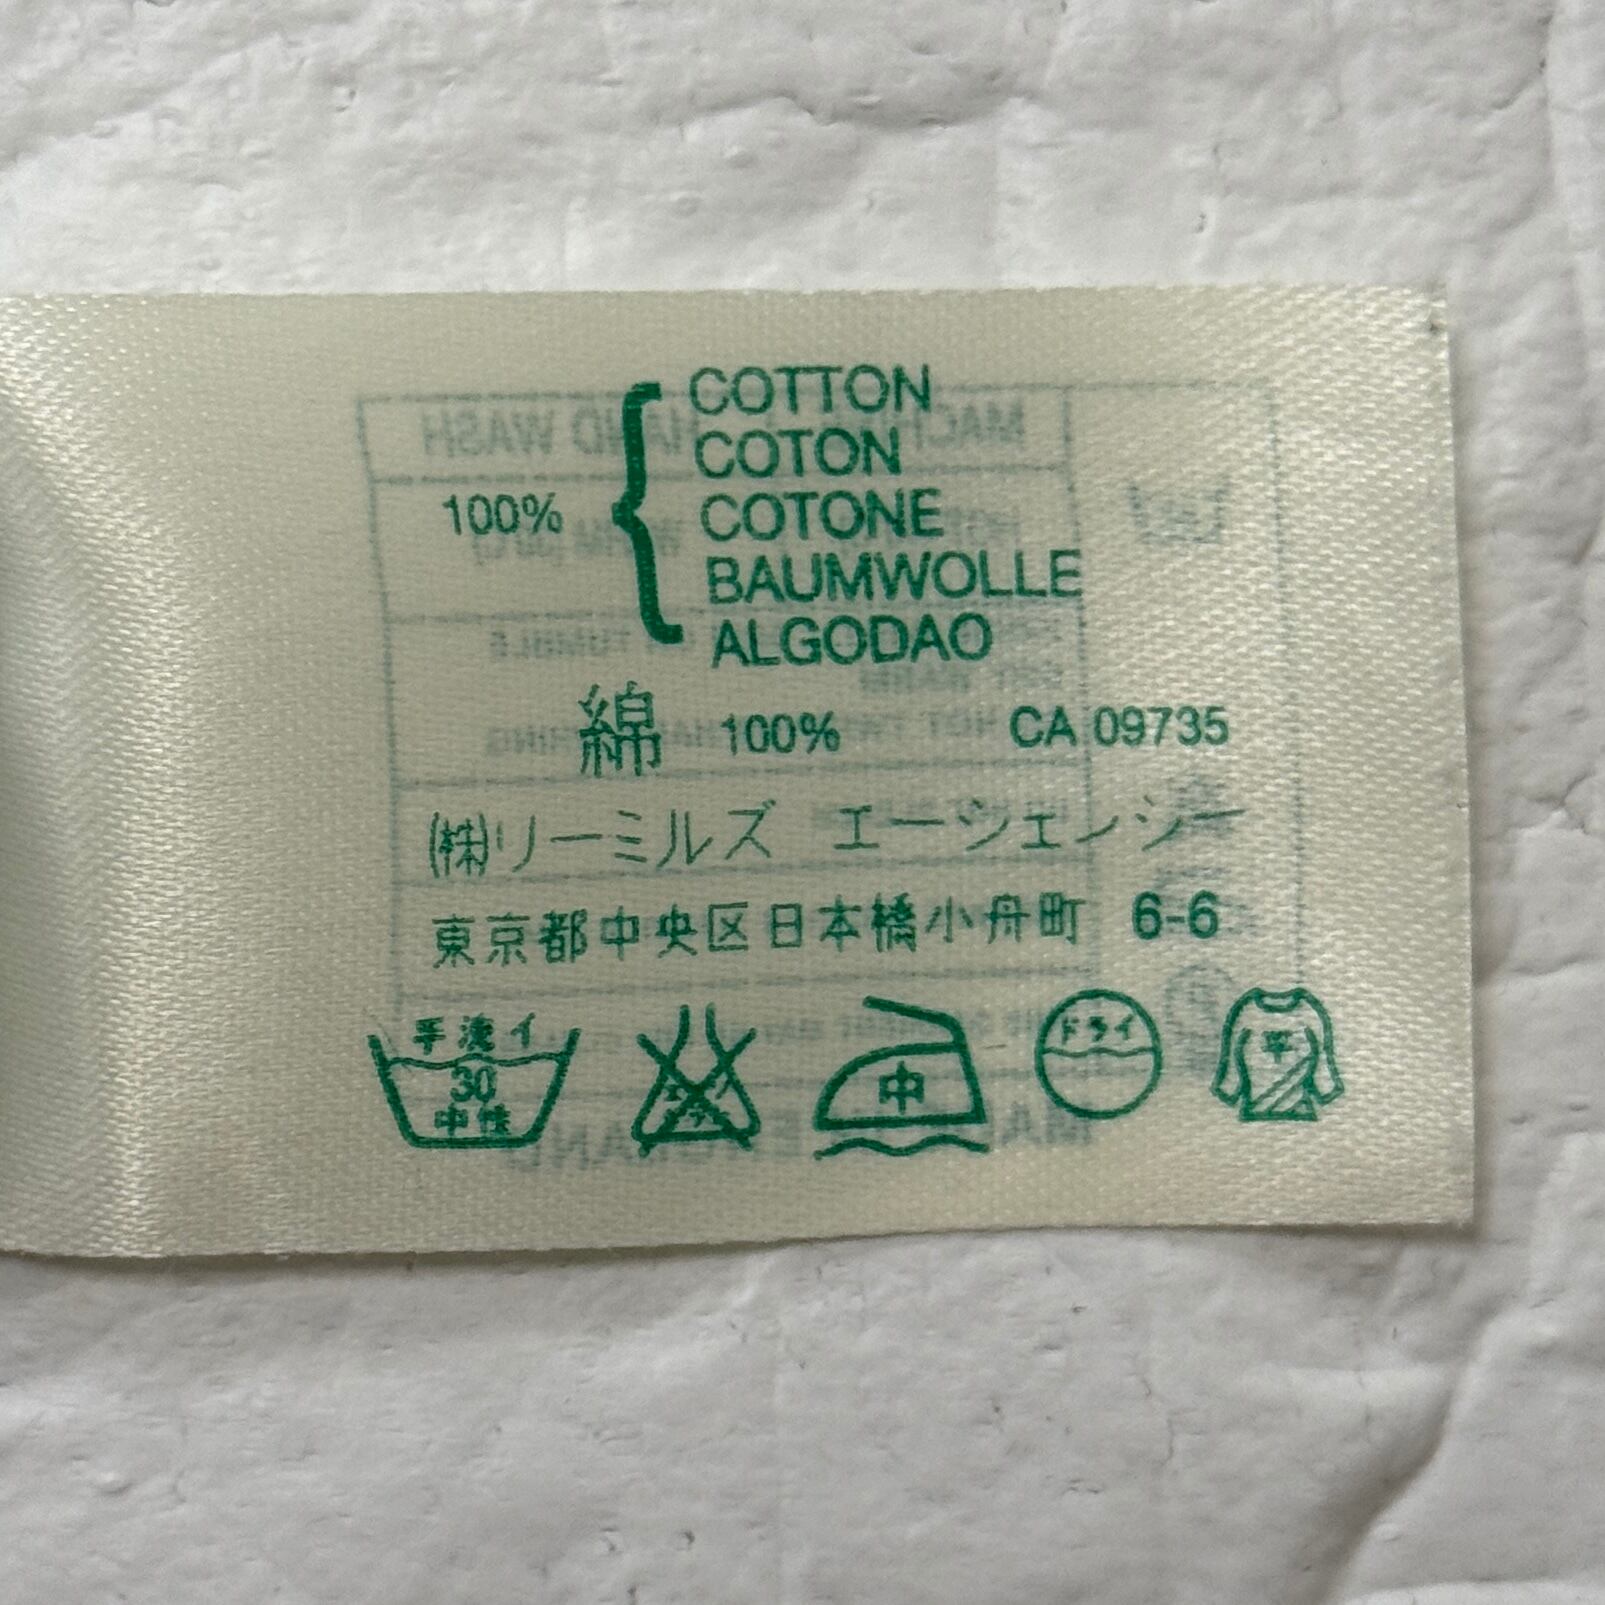 COTTON
COTON
100% COTONE
BAUMWOLLE
ALGODAO
綿 100% CA 09735
(株)リーミルズ エージェンシー
東京都中央区日本橋小舟町 6-6
手洗イ
30
中性
中
ドライ
平
HAND WASH